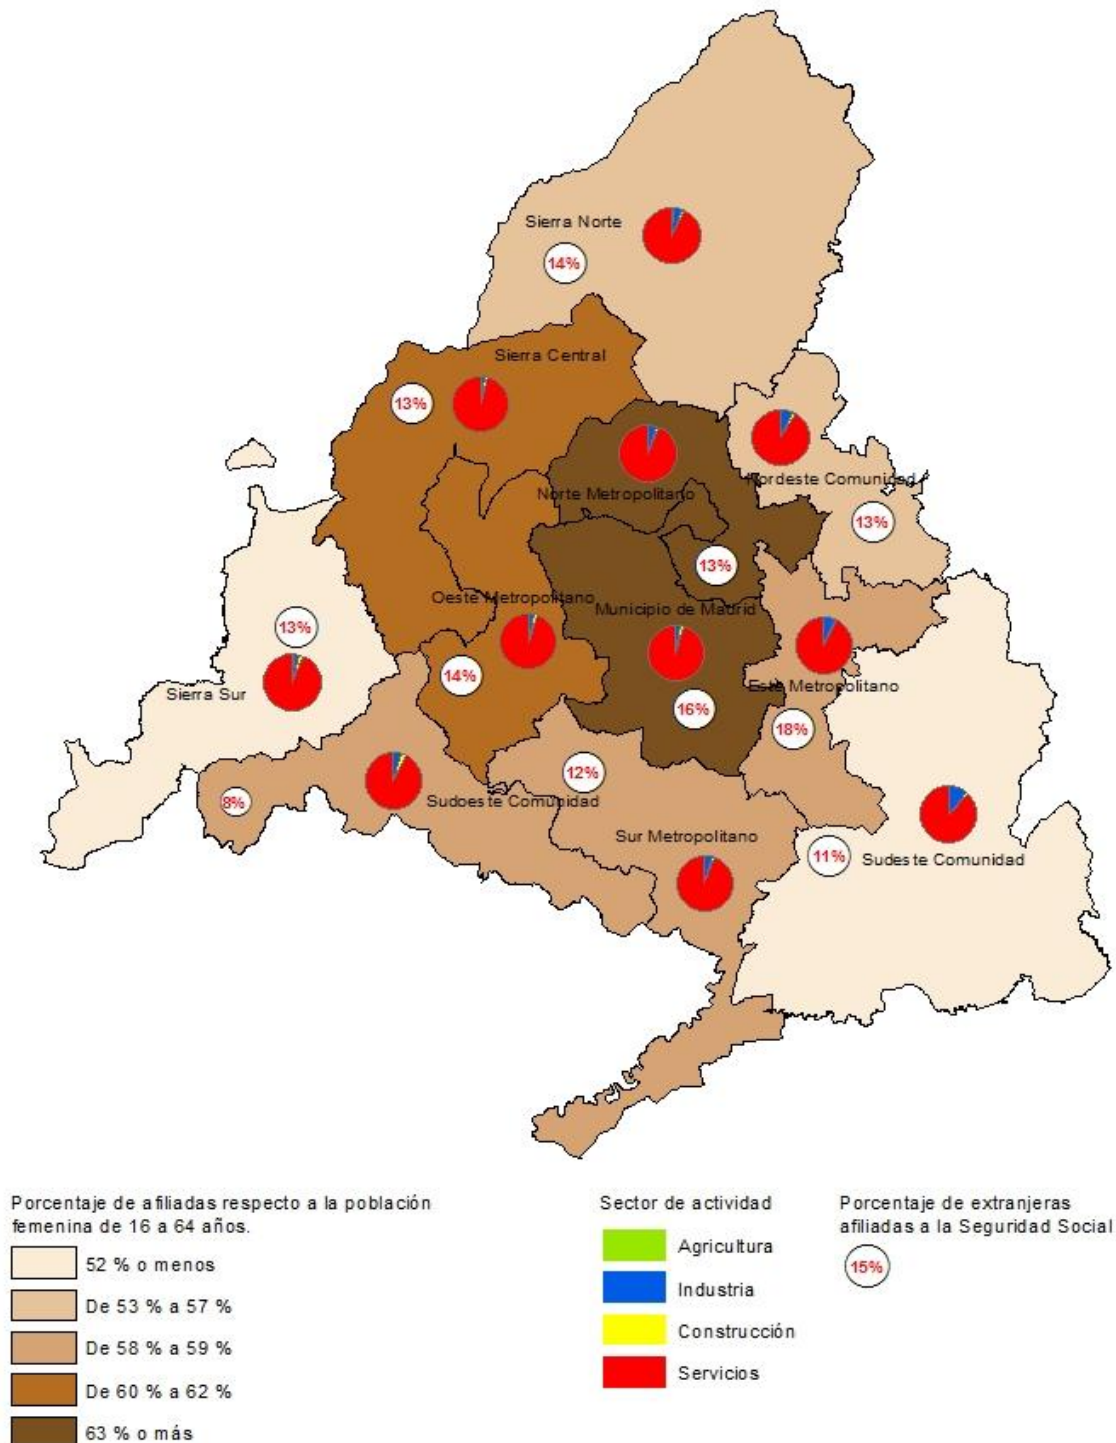 Sierra Norte
14%
Sierra Central
13%
Norte Metropolitano
Nordeste Comunidad
13%
13%
Oeste Metropolitano
Municipio de Madrid
13%
14%
Sierra Sur
Este Metropolitano
16%
18%
12%
8%
Sudoeste Comunidad
Sur Metropolitano
11%
Sudeste Comunidad
Porcentaje de afiliadas respecto a la población
femenina de 16 a 64 años.
52 % o menos
De 53 % a 57 %
De 58 % a 59 %
De 60 % a 62 %
63 % o más
Sector de actividad
Agricultura
Industria
Construcción
Servicios
Porcentaje de extranjeras
afiliadas a la Seguridad Social
15%